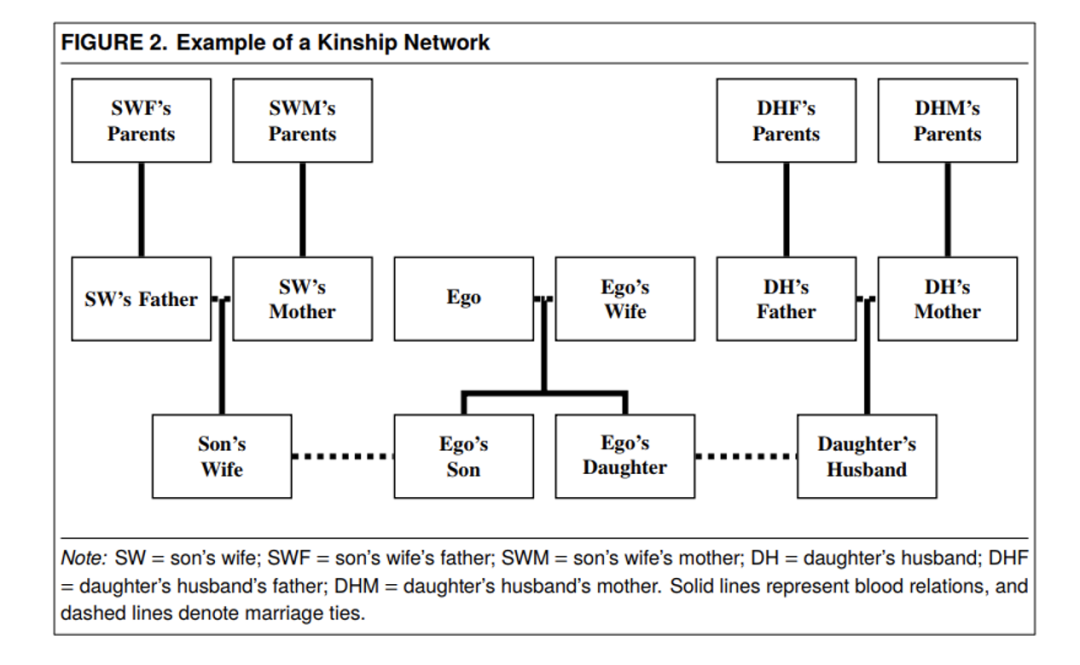 FIGURE 2. Example of a Kinship Network
SWF's
Parents
SWM's
Parents
DHF's
Parents
DHM's
Parents
SW's Father
SW's
Mother
Ego
Ego's
Wife
DH's
Father
DH's
Mother
Son's
Wife
Ego's
Son
Ego's
Daughter
Daughter's
Husband
Note: SW = son's wife; SWF = son's wife's father; SWM = son's wife's mother; DH = daughter's husband; DHF
= daughter's husband's father; DHM = daughter's husband's mother. Solid lines represent blood relations, and
dashed lines denote marriage ties.